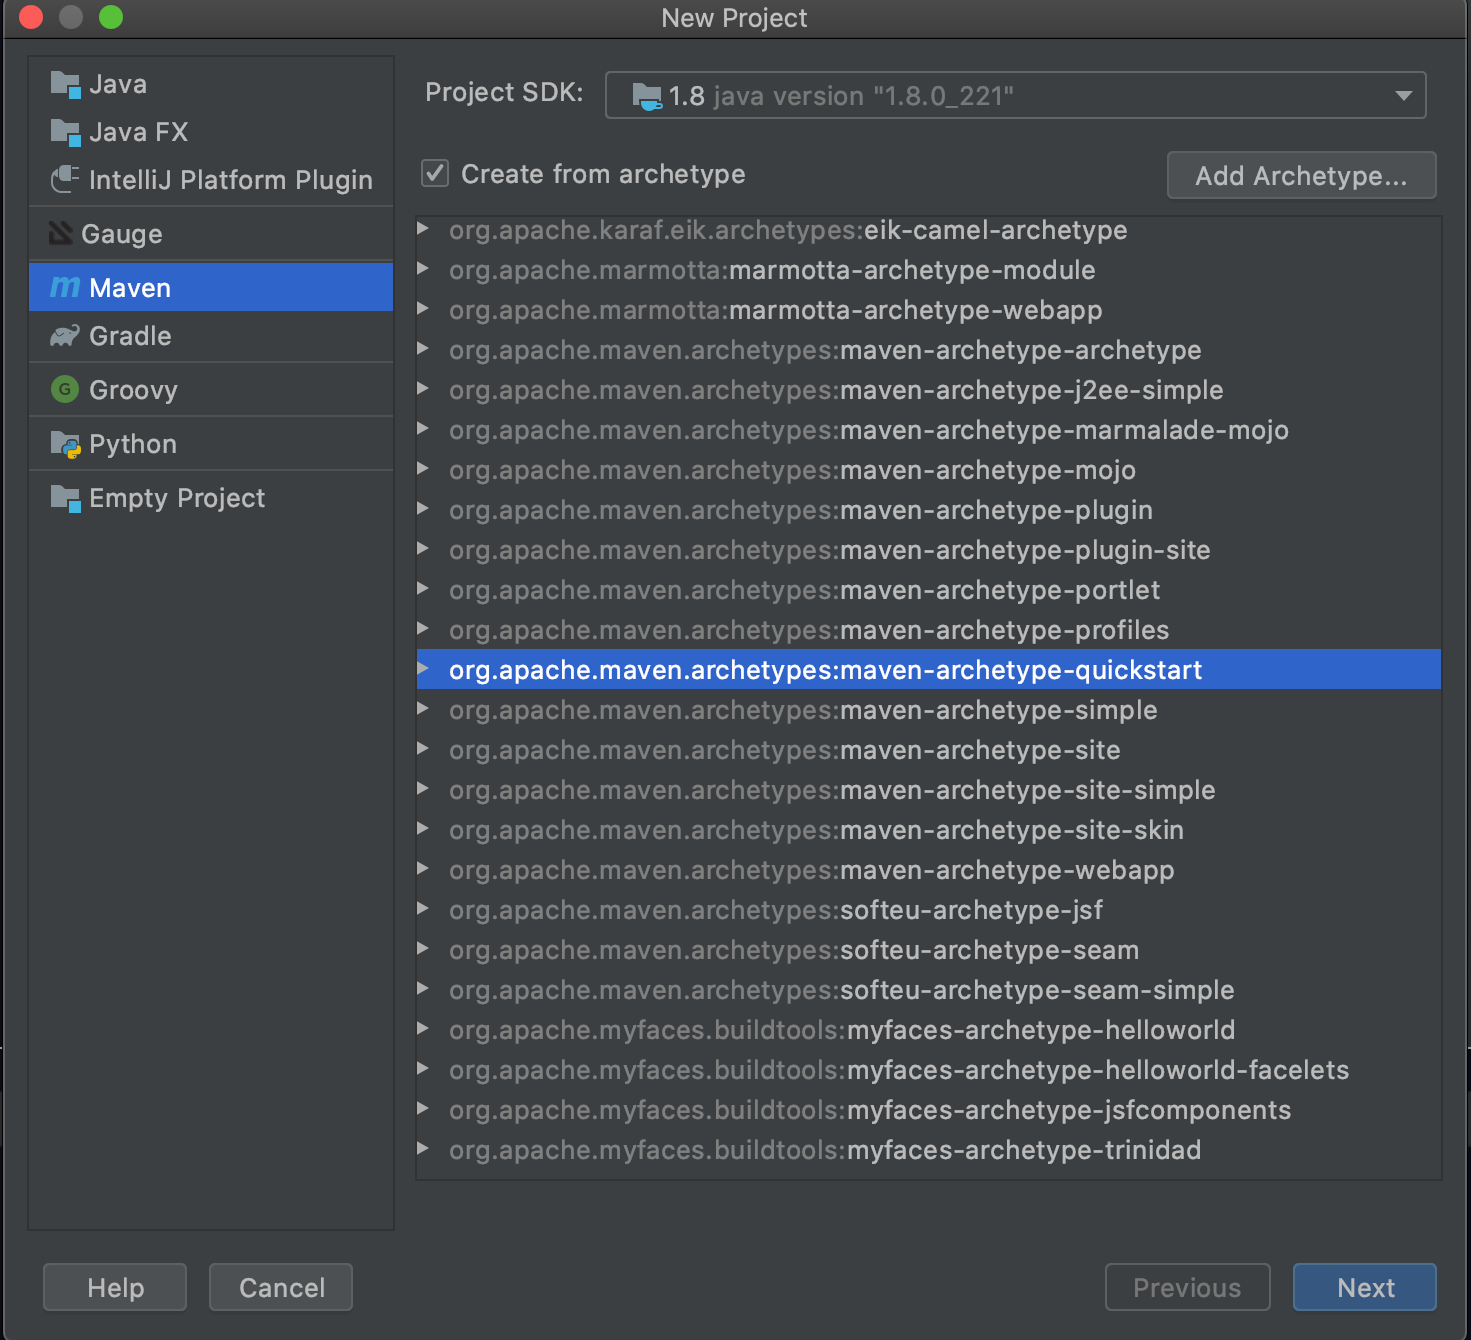 New Project
Java
Java FX
IntelliJ Platform Plugin
Gauge
m Maven
Gradle
G Groovy
Python
Empty Project
Project SDK: 1.8 java version "1.8.0_221"
Create from archetype
Add Archetype...
org.apache.karaf.eik.archetypes:eik-camel-archetype
org.apache.marmotta:marmotta-archetype-module
org.apache.marmotta:marmotta-archetype-webapp
org.apache.maven.archetypes:maven-archetype-archetype
org.apache.maven.archetypes:maven-archetype-j2ee-simple
org.apache.maven.archetypes:maven-archetype-marmalade-mojo
org.apache.maven.archetypes:maven-archetype-mojo
org.apache.maven.archetypes:maven-archetype-plugin
org.apache.maven.archetypes:maven-archetype-plugin-site
org.apache.maven.archetypes:maven-archetype-portlet
org.apache.maven.archetypes:maven-archetype-profiles
org.apache.maven.archetypes:maven-archetype-quickstart
org.apache.maven.archetypes:maven-archetype-simple
org.apache.maven.archetypes:maven-archetype-site
org.apache.maven.archetypes:maven-archetype-site-simple
org.apache.maven.archetypes:maven-archetype-site-skin
org.apache.maven.archetypes:maven-archetype-webapp
org.apache.maven.archetypes:softeu-archetype-jsf
org.apache.maven.archetypes:softeu-archetype-seam
org.apache.maven.archetypes:softeu-archetype-seam-simple
org.apache.myfaces.buildtools:myfaces-archetype-helloworld
org.apache.myfaces.buildtools:myfaces-archetype-helloworld-facelets
org.apache.myfaces.buildtools:myfaces-archetype-jsfcomponents
org.apache.myfaces.buildtools:myfaces-archetype-trinidad
Help
Cancel
Previous
Next